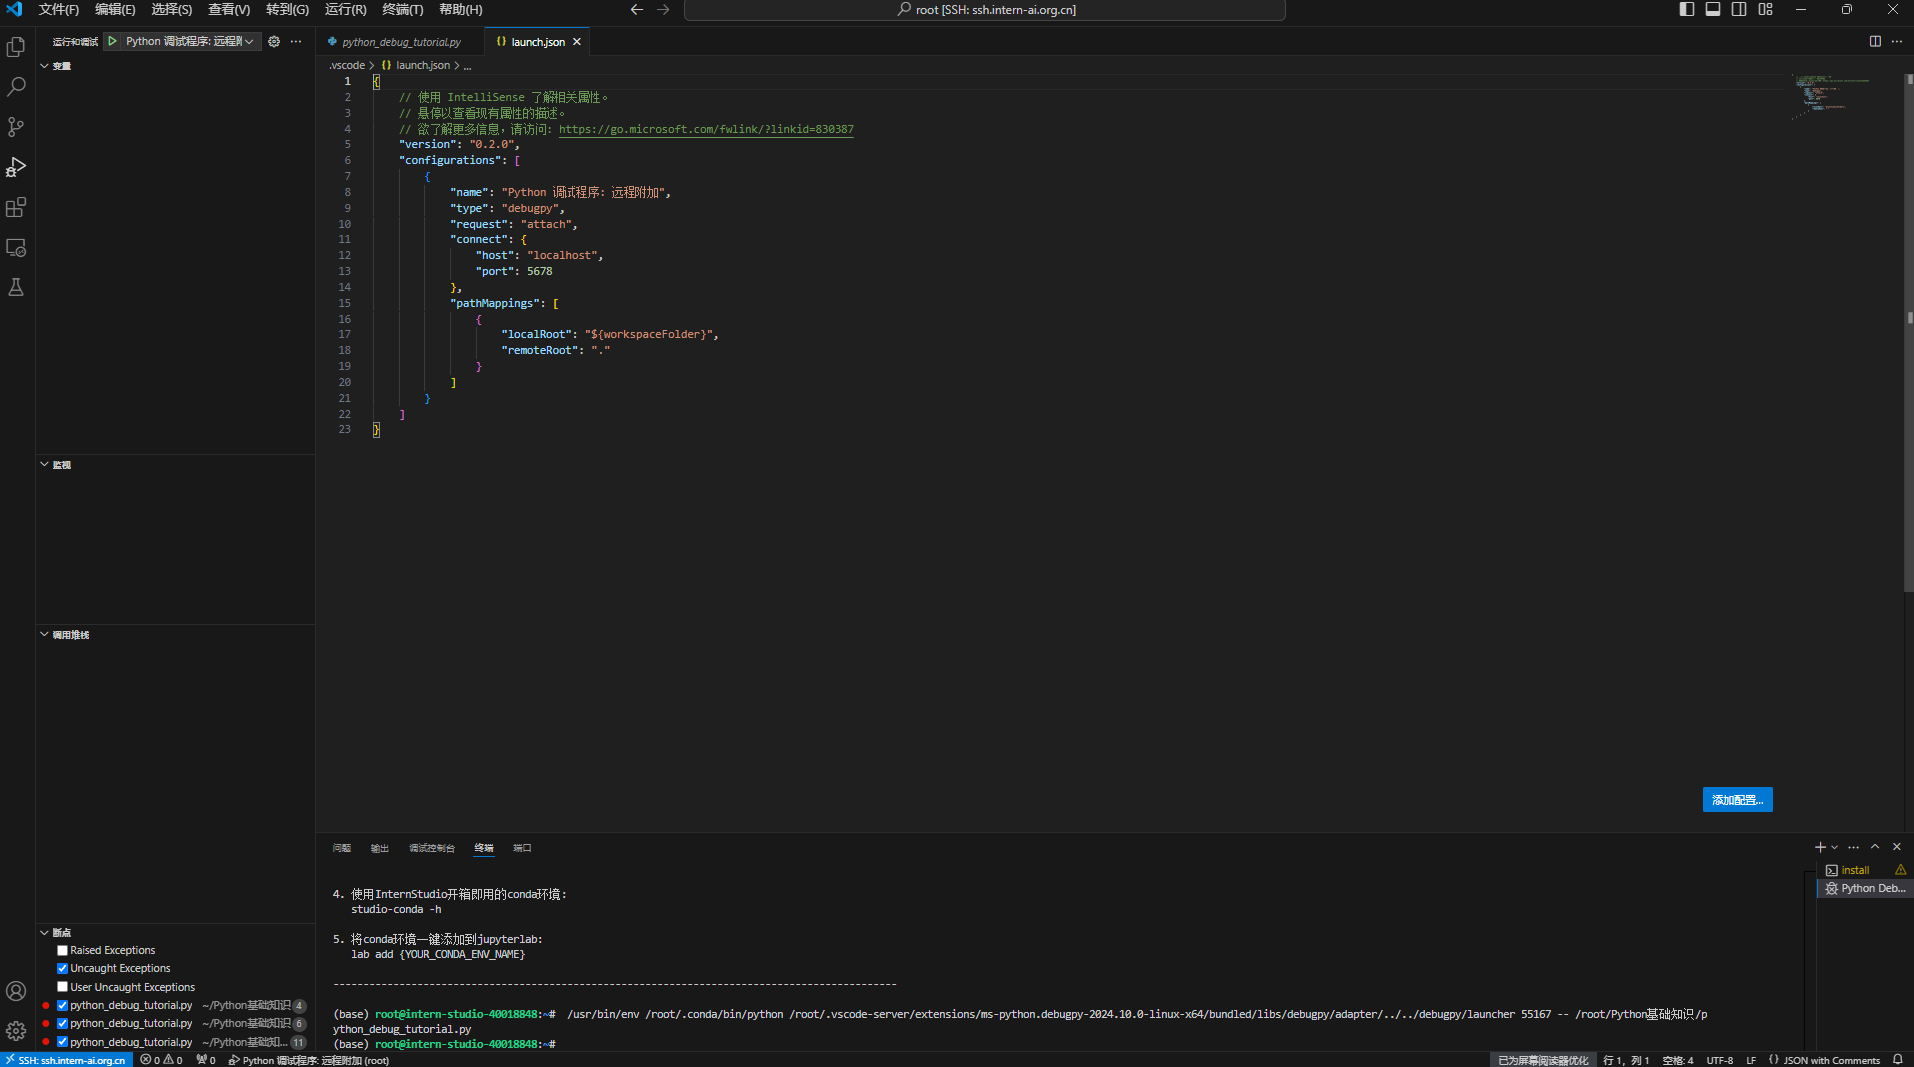 文件(F) 编辑(E) 选择(S) 查看(V) 转到(G) 运行(R) 终端(T) 帮助(H) root [SSH: ssh.intern-ai.org.cn]
运行和调试 Python 调试程序: 远程附
变量
监视
调用堆栈
断点
Raised Exceptions
Uncaught Exceptions
User Uncaught Exceptions
python_debug_tutorial.py ~/Python基础知识 4
python_debug_tutorial.py ~/Python基础知识 6
python_debug_tutorial.py ~/Python基础知... 11
python_debug_tutorial.py {} launch.json
.vscode > {} launch.json > ...
1 {
2 // 使用 IntelliSense 了解相关属性。
3 // 悬停以查看现有属性的描述。
4 // 欲了解更多信息，请访问: https://go.microsoft.com/fwlink/?linkid=830387
5 "version": "0.2.0",
6 "configurations": [
7 {
8 "name": "Python 调试程序: 远程附加",
9 "type": "debugpy",
10 "request": "attach",
11 "connect": {
12 "host": "localhost",
13 "port": 5678
14 },
15 "pathMappings": [
16 {
17 "localRoot": "${workspaceFolder}",
18 "remoteRoot": "."
19 }
20 ]
21 }
22 ]
23 }
添加配置...
问题 输出 调试控制台 终端 端口
4. 使用InternStudio开箱即用的conda环境:
studio-conda -h
5. 将conda环境一键添加到jupyterlab:
lab add {YOUR_CONDA_ENV_NAME}
----------------------------------------------------------------------------------------------
(base) root@intern-studio-40018848:~# /usr/bin/env /root/.conda/bin/python /root/.vscode-server/extensions/ms-python.debugpy-2024.10.0-linux-x64/bundled/libs/debugpy/adapter/../../debugpy/launcher 55167 -- /root/Python基础知识/p
ython_debug_tutorial.py
(base) root@intern-studio-40018848:~#
install
Python Deb...
SSH: ssh.intern-ai.org.cn 0 0 0 Python 调试程序: 远程附加 (root) 已为屏幕阅读器优化 行 1，列 1 空格: 4 UTF-8 LF {} JSON with Comments